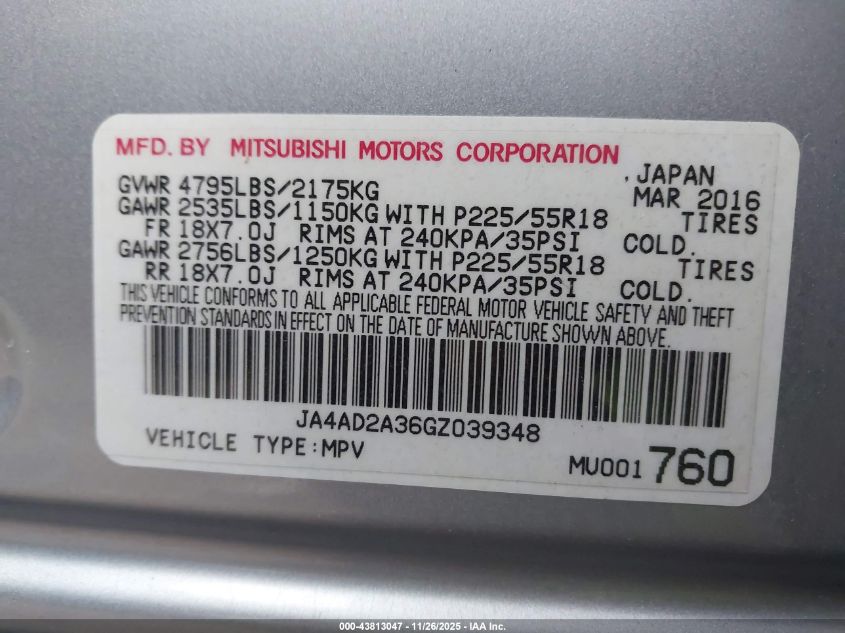 MFD. BY MITSUBISHI MOTORS CORPORATION
.JAPAN
GVWR 4795LBS/2175KG MAR 2016
GAWR 2535LBS/1150KG WITH P225/55R18 TIRES
FR 18X7.0J RIMS AT 240KPA/35PSI COLD.
GAWR 2756LBS/1250KG WITH P225/55R18 TIRES
RR 18X7.0J RIMS AT 240KPA/35PSI COLD.
THIS VEHICLE CONFORMS TO ALL APPLICABLE FEDERAL MOTOR VEHICLE SAFETY AND THEFT
PREVENTION STANDARDS IN EFFECT ON THE DATE OF MANUFACTURE SHOWN ABOVE.
JA4AD2A36GZ039348
VEHICLE TYPE:MPV MU001 760
000-43813047 - 11/26/2025 - IAA Inc.